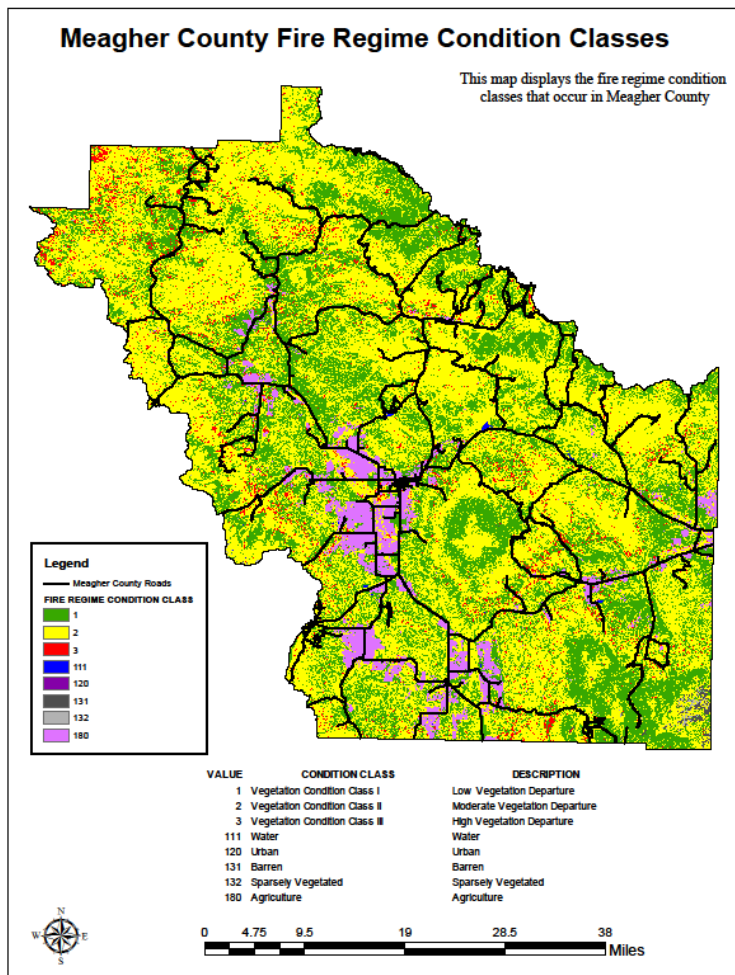 Meagher County Fire Regime Condition Classes
This map displays the fire regime condition
classes that occur in Meagher County
Legend
Meagher County Roads
FIRE REGIME CONDITION CLASS
1
2
3
111
120
131
132
180
VALUE CONDITION CLASS DESCRIPTION
1 Vegetation Condition Class I Low Vegetation Departure
2 Vegetation Condition Class II Moderate Vegetation Departure
3 Vegetation Condition Class III High Vegetation Departure
111 Water Water
120 Urban Urban
131 Barren Barren
132 Sparsely Vegetated Sparsely Vegetated
180 Agriculture Agriculture
N
W E
S
0 4.75 9.5 19 28.5 38
Miles